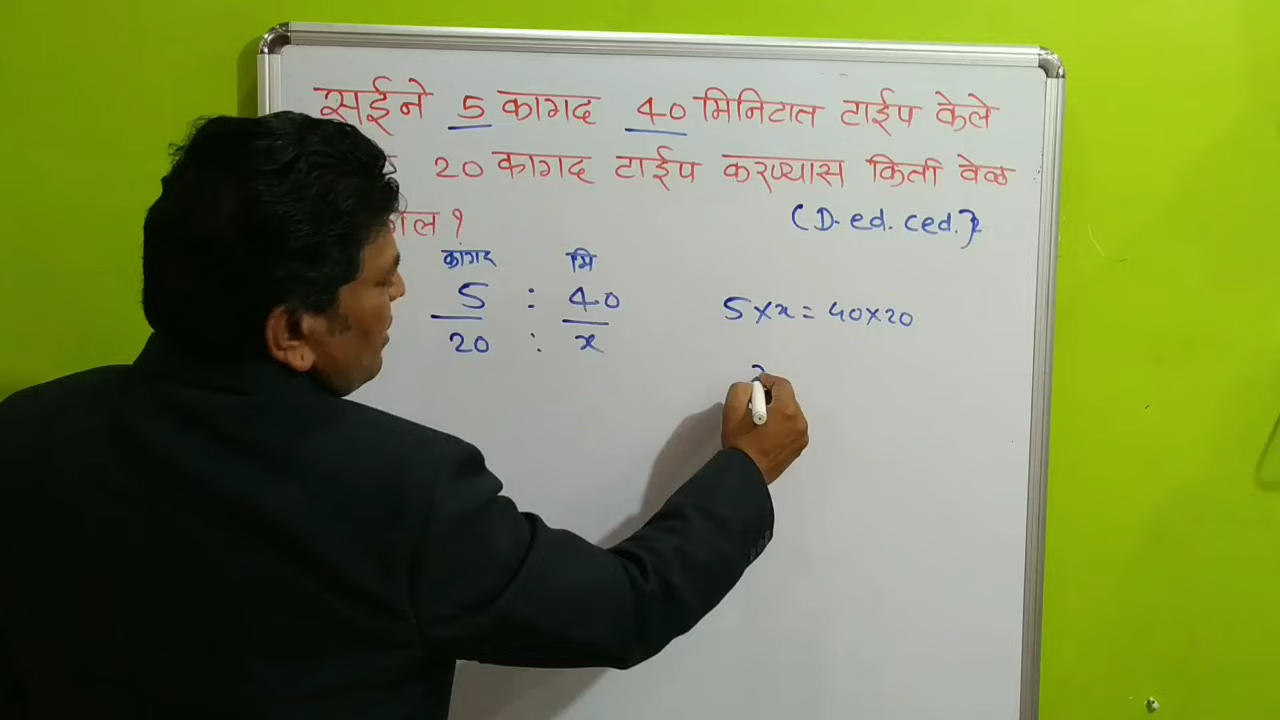 सईने 5 कागद 40 मिनिटात टाईप केले
20 कागद टाईप करण्यास किती वेळ
?
(D. ed. ced.)
कागद मि
5 : 40
20 : x
5 × x = 40 × 20